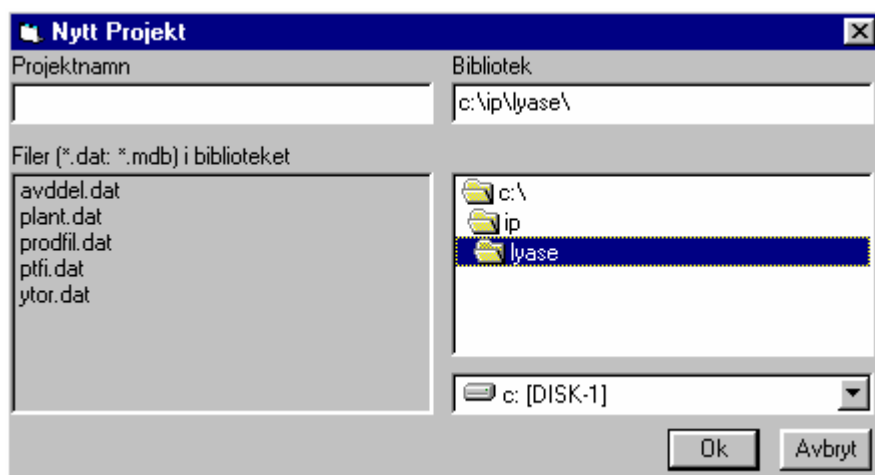 Nytt Projekt
Projektnamn
Bibliotek
c:\ip\lyase\
Filer (*.dat: *.mdb) i biblioteket
avddel.dat
plant.dat
prodfil.dat
ptfi.dat
ytor.dat
c:\
ip
lyase
c: [DISK-1]
Ok
Avbryt